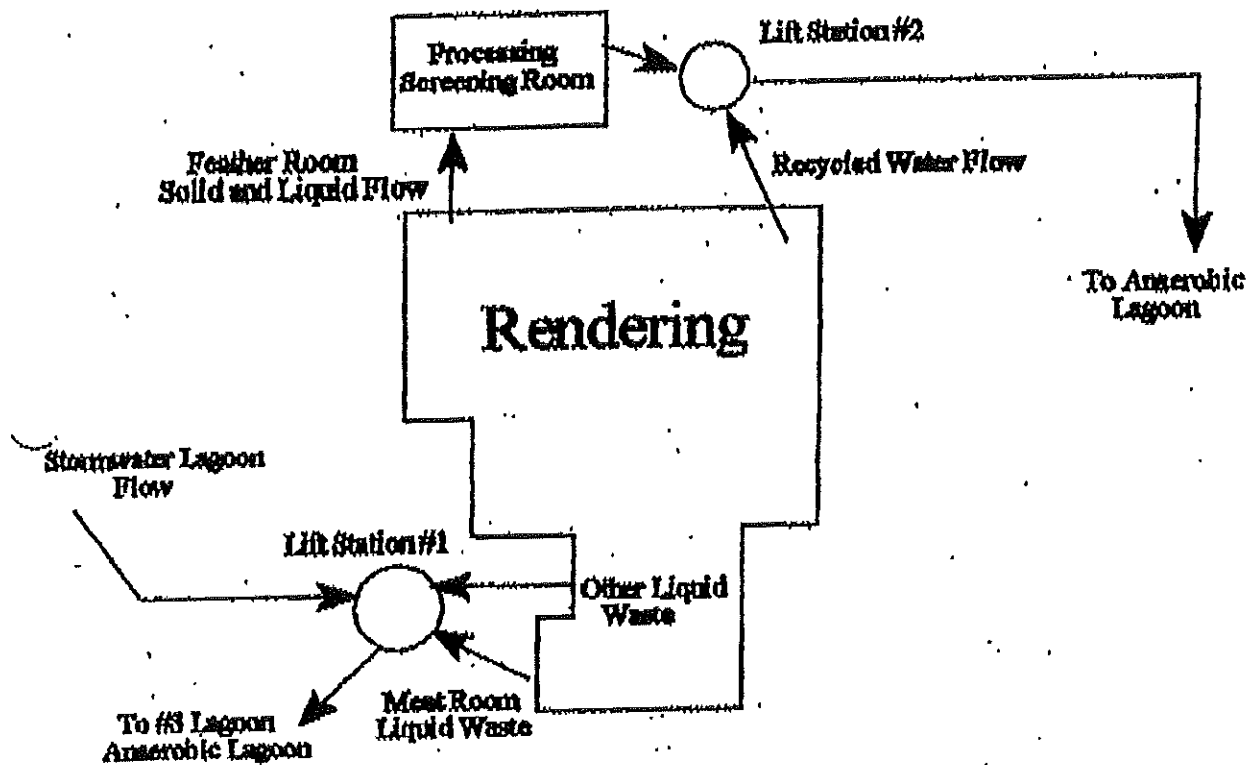 Lift Station #2
Processing
Screening Room
Feather Room
Solid and Liquid Flow
Recycled Water Flow
To Anaerobic
Lagoon
Rendering
Stormwater Lagoon
Flow
Lift Station #1
Other Liquid
Waste
Meat Room
Liquid Waste
To #3 Lagoon
Anaerobic Lagoon